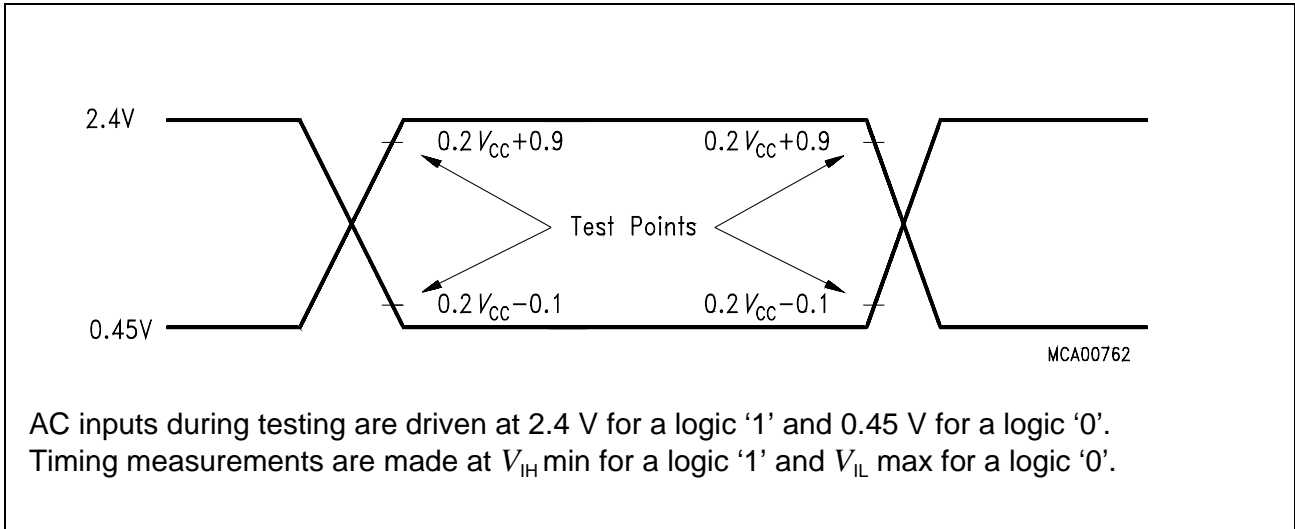 2.4V
0.2 VCC+0.9 0.2 VCC+0.9
Test Points
0.2 VCC−0.1 0.2 VCC−0.1
0.45V
MCA00762
AC inputs during testing are driven at 2.4 V for a logic ‘1’ and 0.45 V for a logic ‘0’.
Timing measurements are made at VIH min for a logic ‘1’ and VIL max for a logic ‘0’.